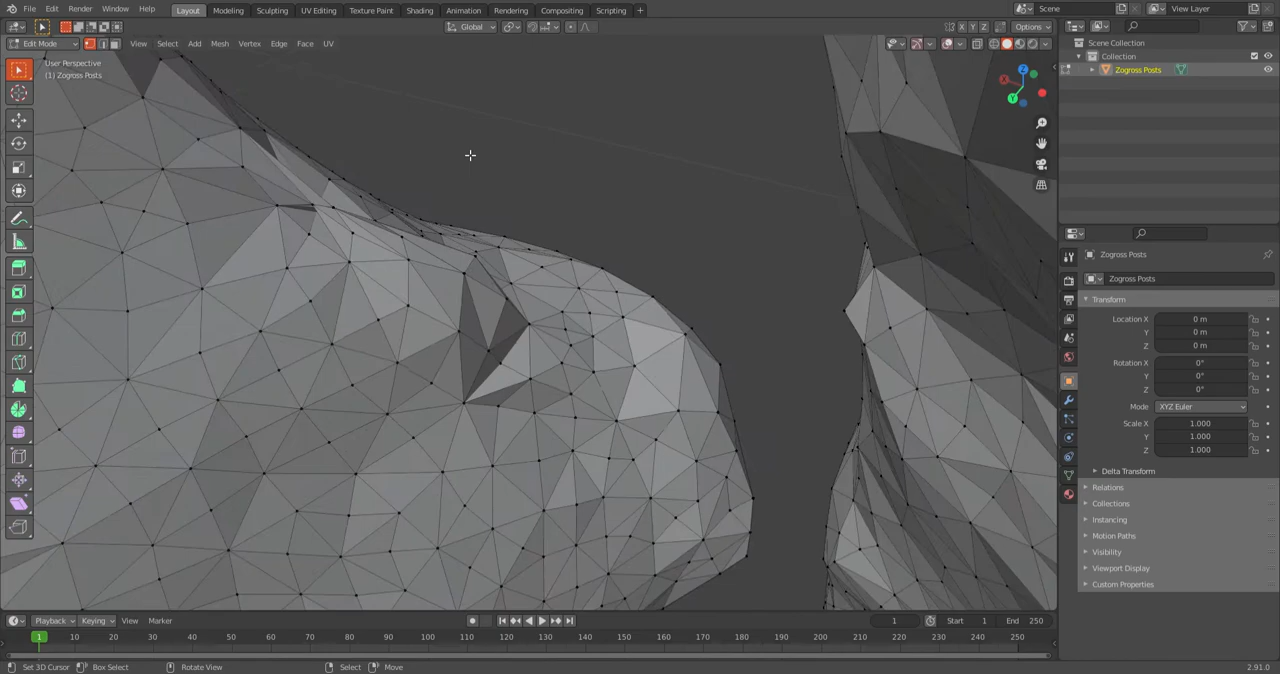 File Edit Render Window Help Layout Modeling Sculpting UV Editing Texture Paint Shading Animation Rendering Compositing Scripting + Scene View Layer
Global X Y Z Options
Edit Mode View Select Add Mesh Vertex Edge Face UV
User Perspective
(1) Zogross Posts
Z
X
Y
Scene Collection
Collection
Zogross Posts
Zogross Posts
Zogross Posts
Transform
Location X 0 m
Y 0 m
Z 0 m
Rotation X 0°
Y 0°
Z 0°
Mode XYZ Euler
Scale X 1.000
Y 1.000
Z 1.000
Delta Transform
Relations
Collections
Instancing
Motion Paths
Visibility
Viewport Display
Custom Properties
Playback Keying View Marker 1 Start 1 End 250
1 10 20 30 40 50 60 70 80 90 100 110 120 130 140 150 160 170 180 190 200 210 220 230 240 250
Set 3D Cursor Box Select Rotate View Select Move 2.91.0